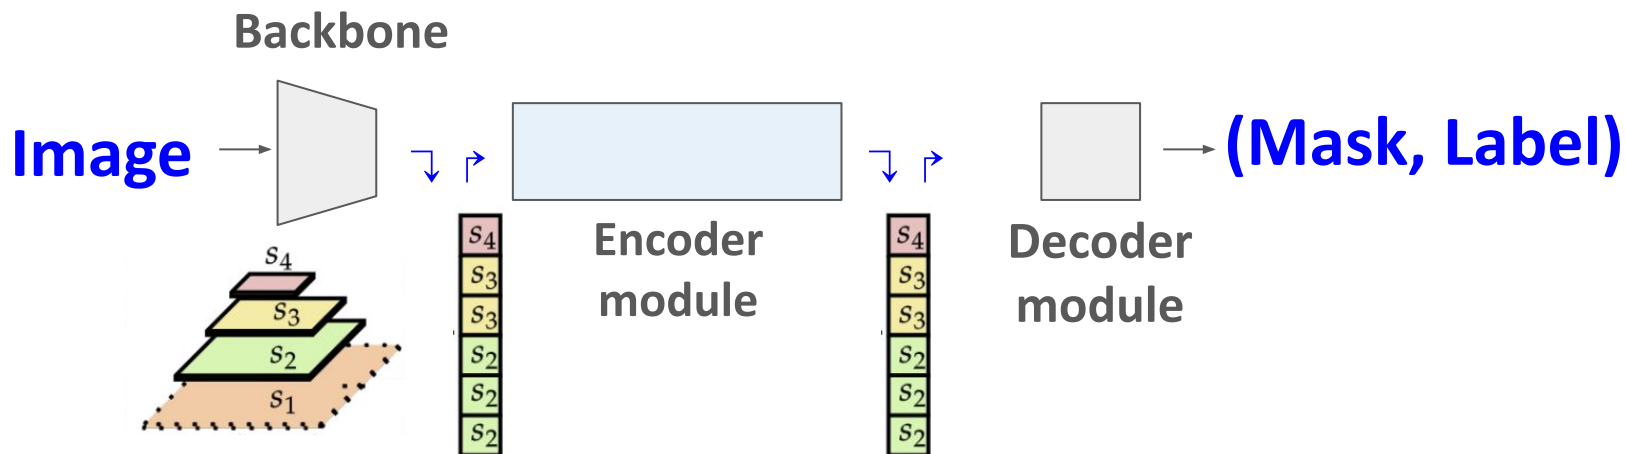 Backbone
Image
(Mask, Label)
Encoder
module
Decoder
module
s4
s3
s2
s1
s4
s3
s3
s2
s2
s2
s4
s3
s3
s2
s2
s2